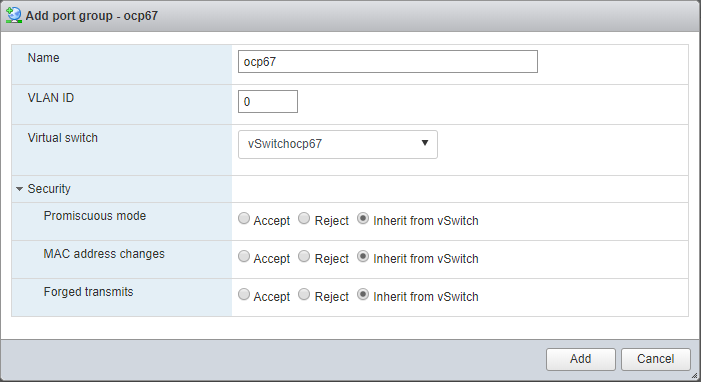 Add port group - ocp67
Name
ocp67
VLAN ID
0
Virtual switch
vSwitchocp67
Security
Promiscuous mode
Accept Reject Inherit from vSwitch
MAC address changes
Accept Reject Inherit from vSwitch
Forged transmits
Accept Reject Inherit from vSwitch
Add Cancel